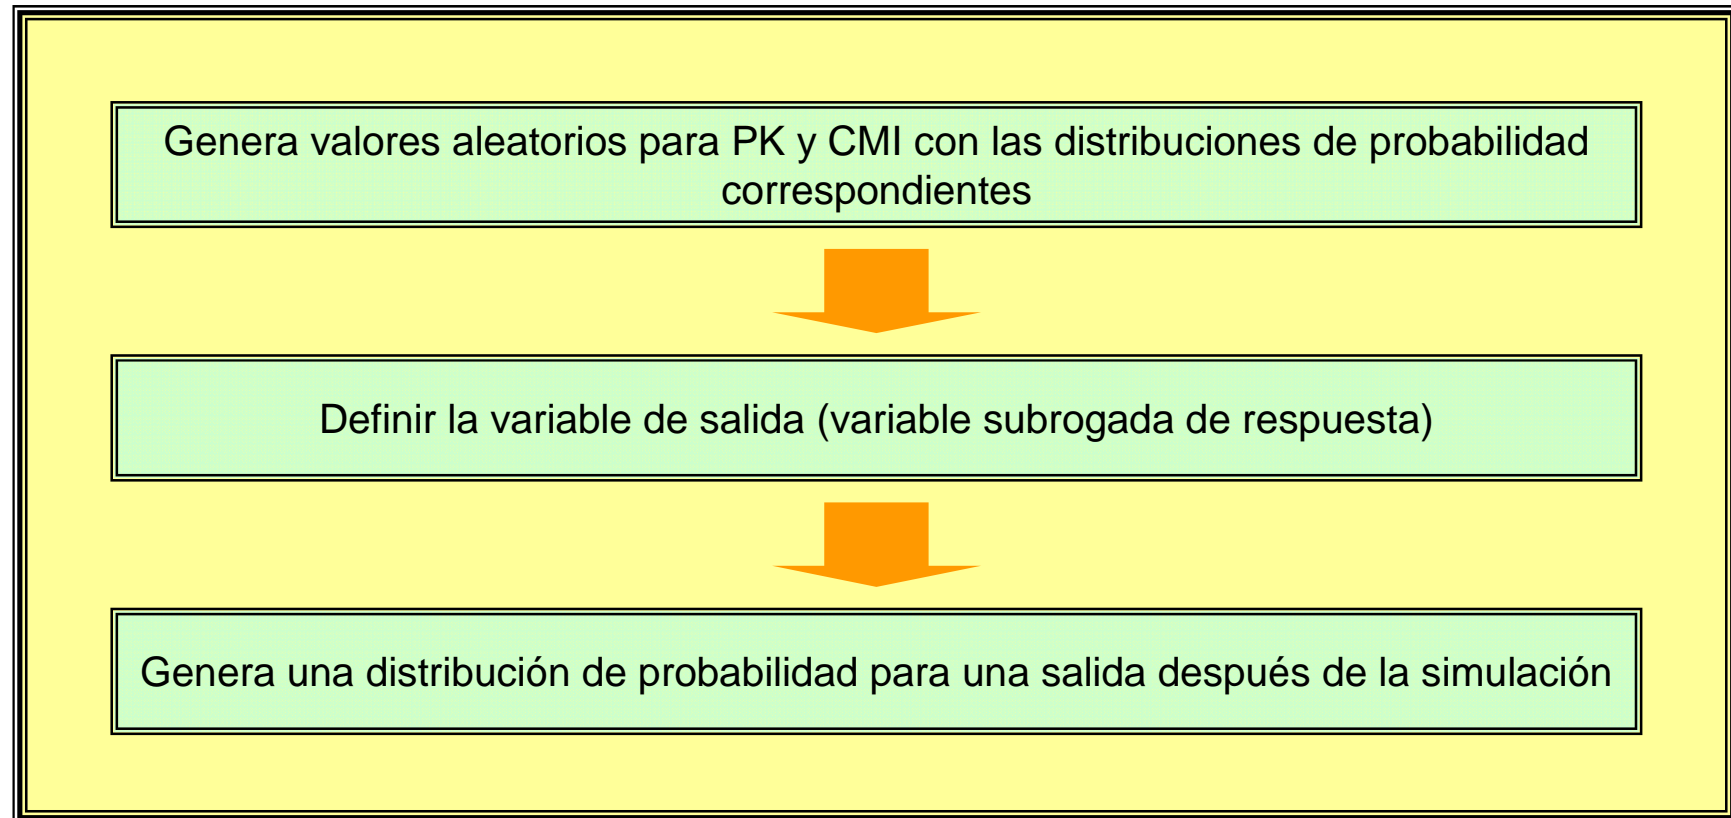 Genera valores aleatorios para PK y CMI con las distribuciones de probabilidad
correspondientes
Definir la variable de salida (variable subrogada de respuesta)
Genera una distribución de probabilidad para una salida después de la simulación